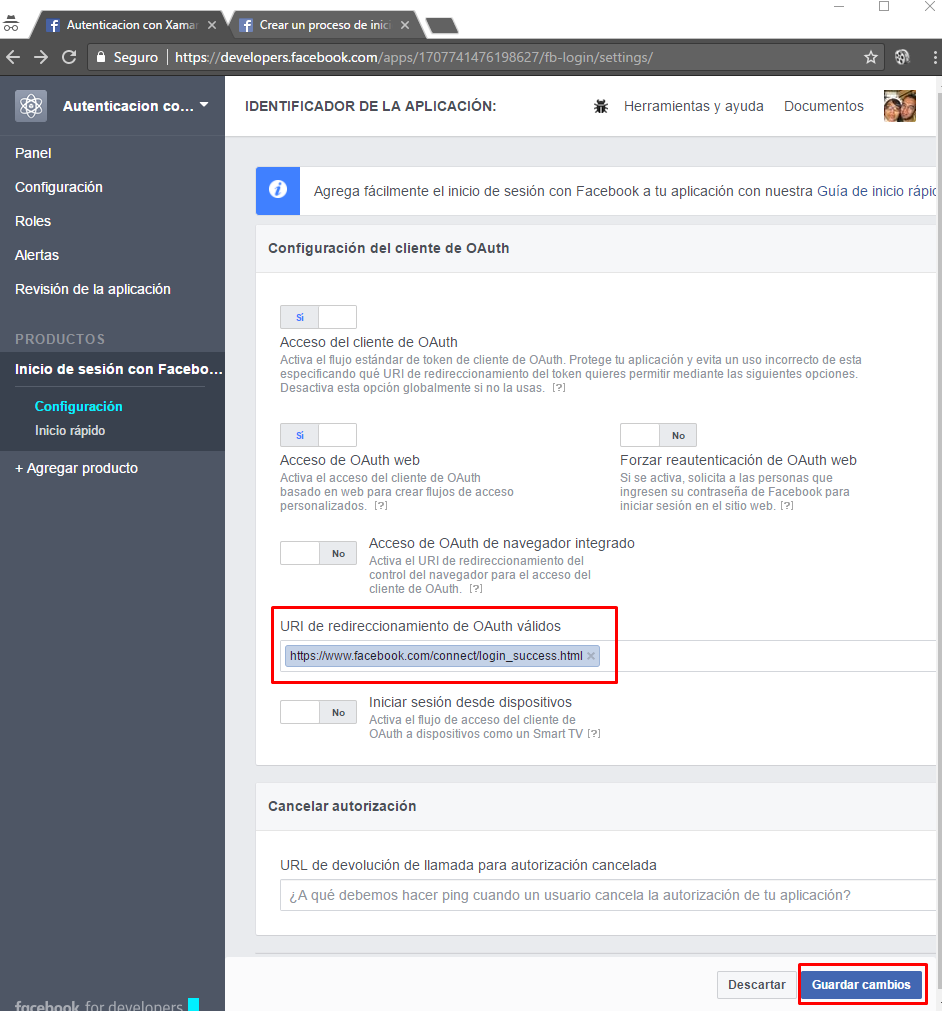 Autenticacion con Xamar
Crear un proceso de inic
Seguro https://developers.facebook.com/apps/1707741476198627/fb-login/settings/
Autenticacion co...
IDENTIFICADOR DE LA APLICACIÓN:
Herramientas y ayuda
Documentos
Panel
Configuración
Roles
Alertas
Revisión de la aplicación
PRODUCTOS
Inicio de sesión con Facebo...
Configuración
Inicio rápido
+ Agregar producto
Agrega fácilmente el inicio de sesión con Facebook a tu aplicación con nuestra Guía de inicio rápid
Configuración del cliente de OAuth
Sí
Acceso del cliente de OAuth
Activa el flujo estándar de token de cliente de OAuth. Protege tu aplicación y evita un uso incorrecto de esta
especificando qué URI de redireccionamiento del token quieres permitir mediante las siguientes opciones.
Desactiva esta opción globalmente si no la usas. [?]
Sí
Acceso de OAuth web
Activa el acceso del cliente de OAuth
basado en web para crear flujos de acceso
personalizados. [?]
No
Forzar reautenticación de OAuth web
Si se activa, solicita a las personas que
ingresen su contraseña de Facebook para
iniciar sesión en el sitio web. [?]
No
Acceso de OAuth de navegador integrado
Activa el URI de redireccionamiento del
control del navegador para el acceso del
cliente de OAuth. [?]
URI de redireccionamiento de OAuth válidos
https://www.facebook.com/connect/login_success.html ×
No
Iniciar sesión desde dispositivos
Activa el flujo de acceso del cliente de
OAuth a dispositivos como un Smart TV [?]
Cancelar autorización
URL de devolución de llamada para autorización cancelada
¿A qué debemos hacer ping cuando un usuario cancela la autorización de tu aplicación?
Descartar
Guardar cambios
facebook for developers